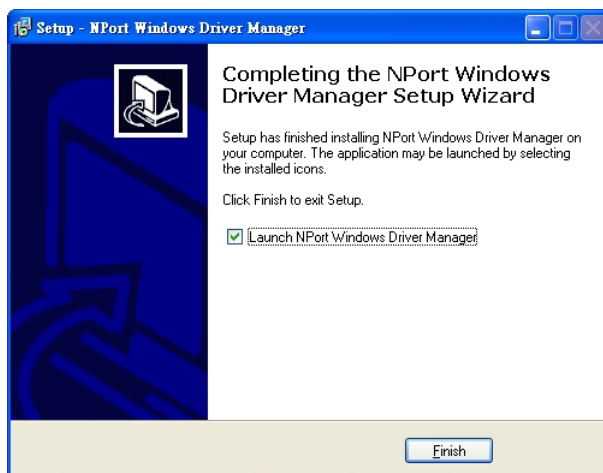 Setup - NPort Windows Driver Manager
Completing the NPort Windows
Driver Manager Setup Wizard
Setup has finished installing NPort Windows Driver Manager on
your computer. The application may be launched by selecting
the installed icons.
Click Finish to exit Setup.
Launch NPort Windows Driver Manager
Finish